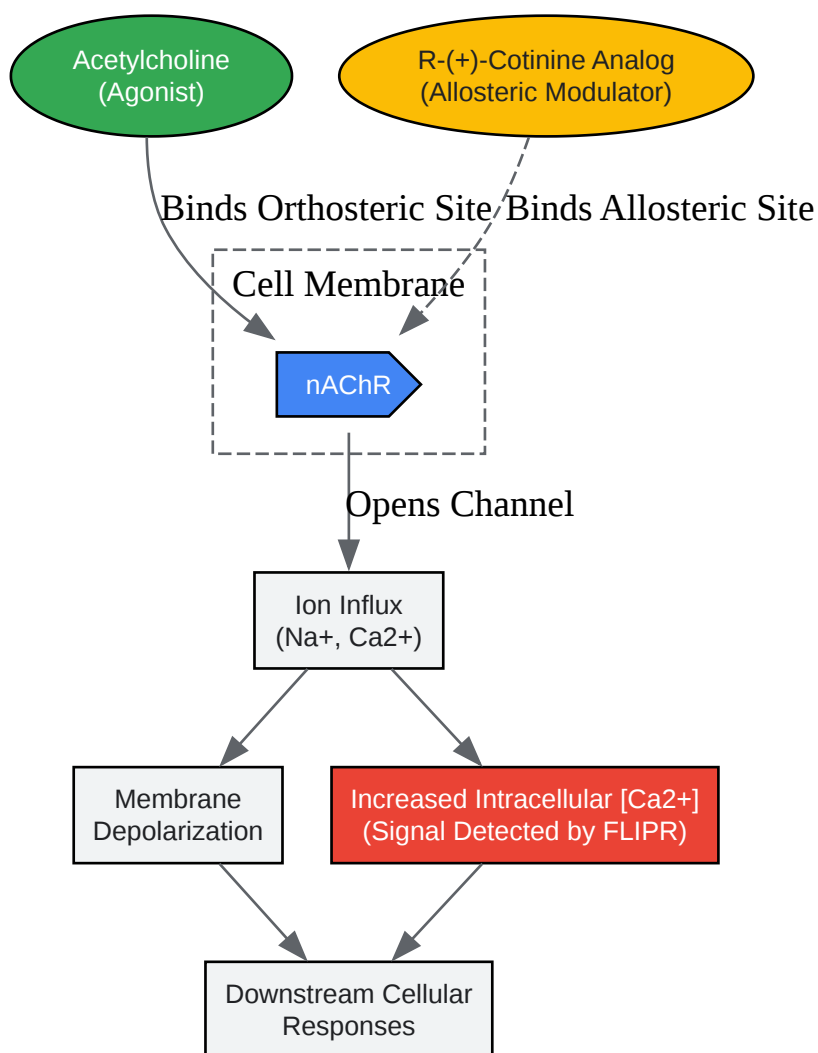 Acetylcholine
(Agonist)
R-(+)-Cotinine Analog
(Allosteric Modulator)
Binds Orthosteric Site
Binds Allosteric Site
Cell Membrane
nAChR
Opens Channel
Ion Influx
(Na+, Ca2+)
Membrane
Depolarization
Increased Intracellular [Ca2+]
(Signal Detected by FLIPR)
Downstream Cellular
Responses